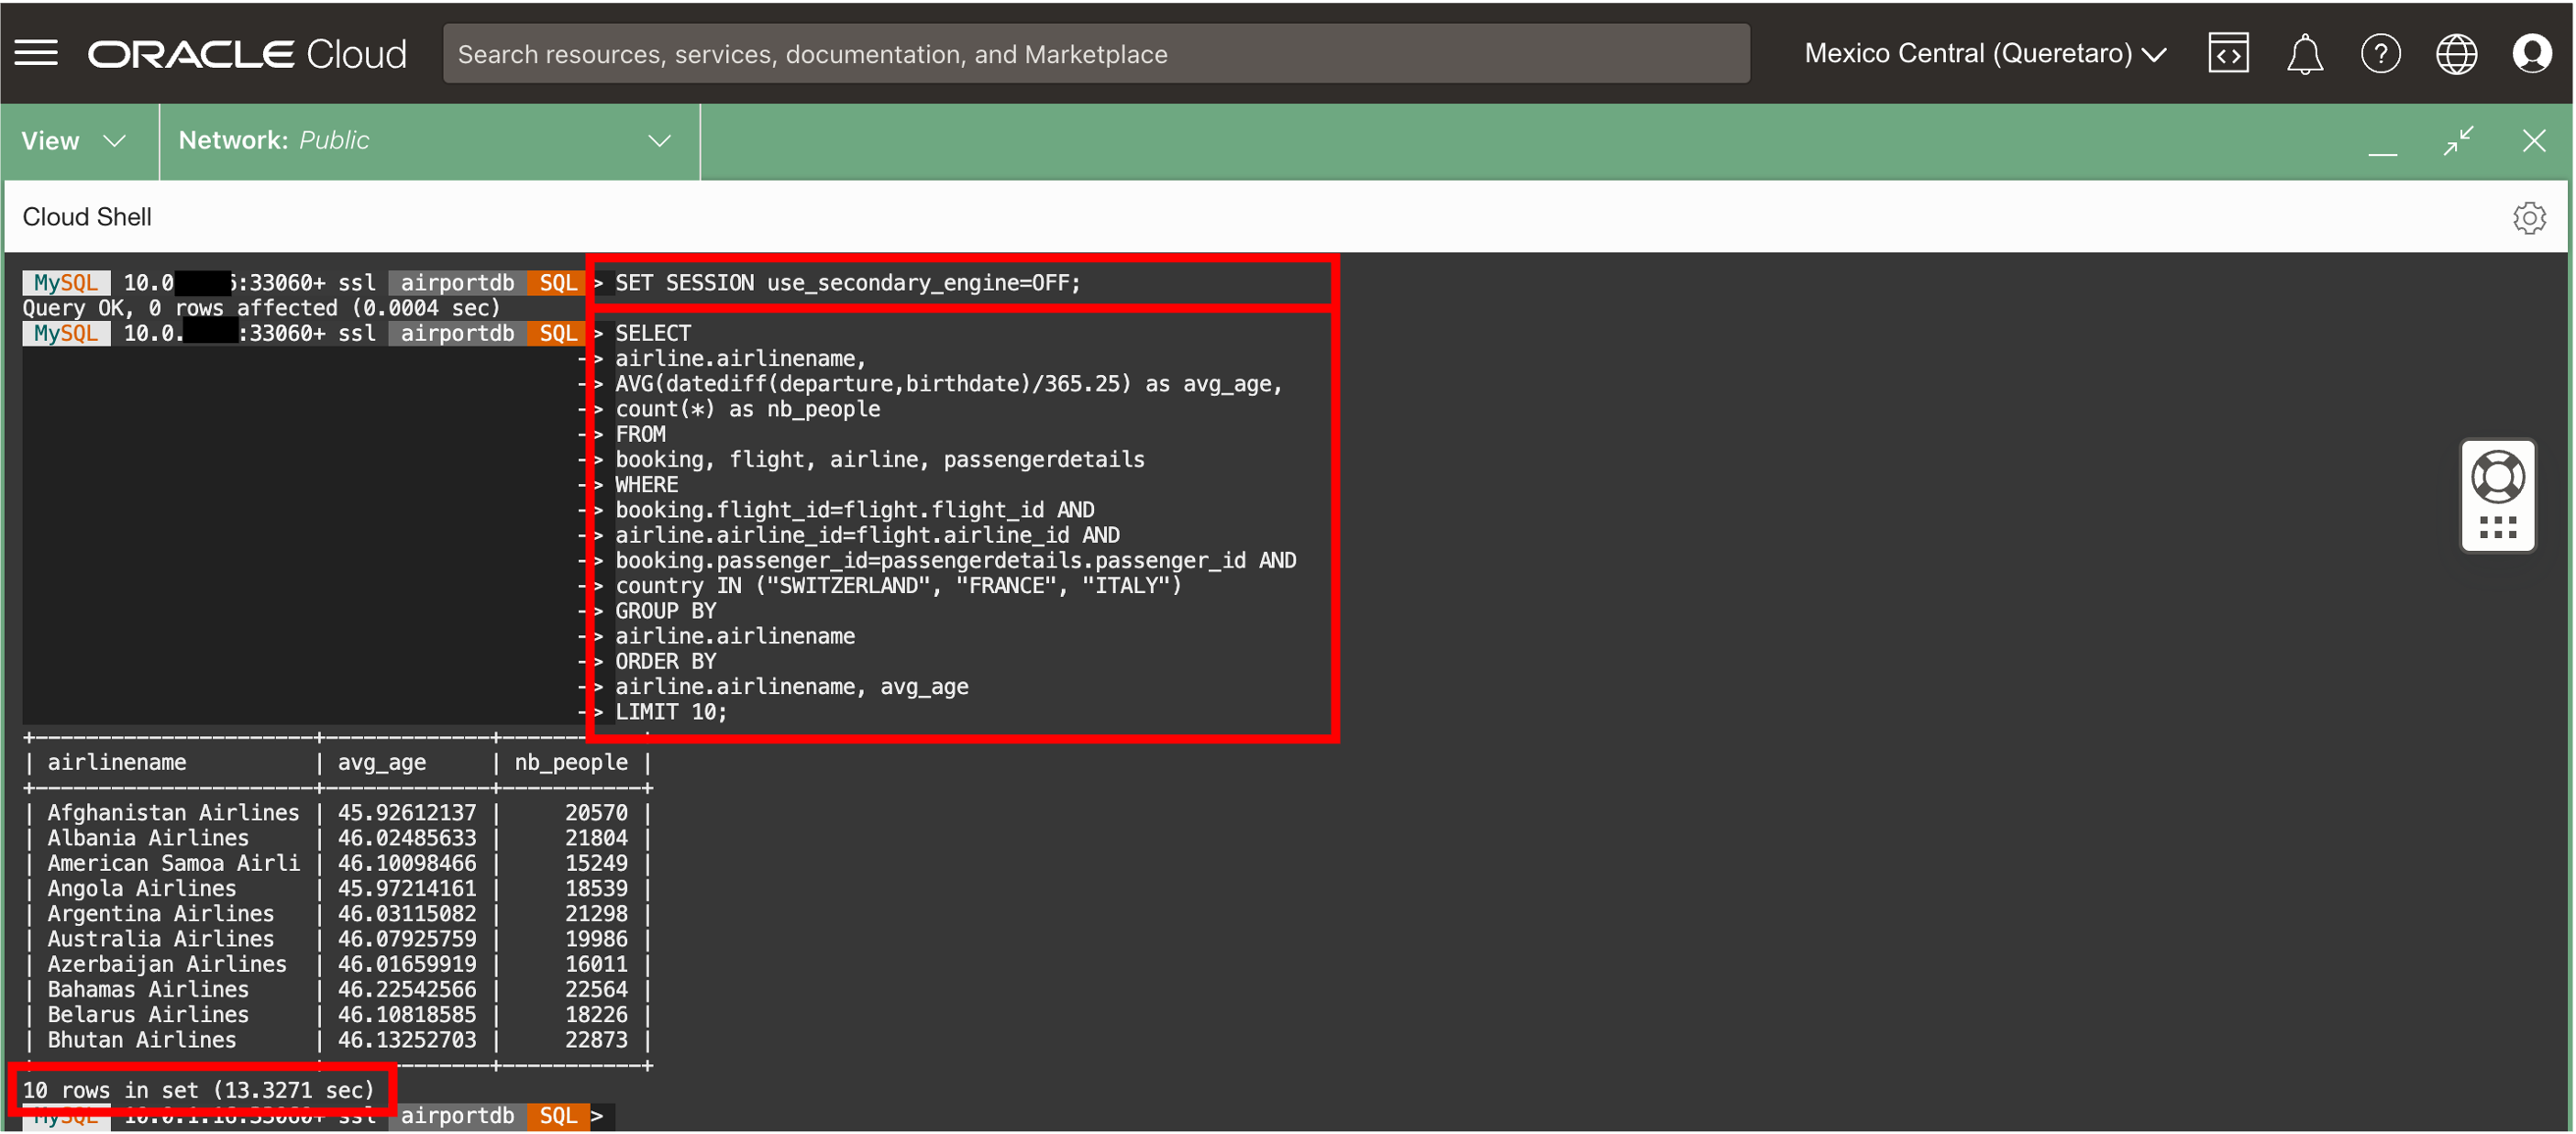 ORACLE Cloud
Search resources, services, documentation, and Marketplace
Mexico Central (Queretaro)
View
Network: Public
Cloud Shell
MySQL 10.0 :33060+ ssl airportdb SQL > SET SESSION use_secondary_engine=OFF;
Query OK, 0 rows affected (0.0004 sec)
MySQL 10.0. :33060+ ssl airportdb SQL > SELECT
-> airline.airlinename,
-> AVG(datediff(departure,birthdate)/365.25) as avg_age,
-> count(*) as nb_people
-> FROM
-> booking, flight, airline, passengerdetails
-> WHERE
-> booking.flight_id=flight.flight_id AND
-> airline.airline_id=flight.airline_id AND
-> booking.passenger_id=passengerdetails.passenger_id AND
-> country IN ("SWITZERLAND", "FRANCE", "ITALY")
-> GROUP BY
-> airline.airlinename
-> ORDER BY
-> airline.airlinename, avg_age
-> LIMIT 10;
| airlinename | avg_age | nb_people |
| Afghanistan Airlines | 45.92612137 | 20570 |
| Albania Airlines | 46.02485633 | 21804 |
| American Samoa Airli | 46.10098466 | 15249 |
| Angola Airlines | 45.97214161 | 18539 |
| Argentina Airlines | 46.03115082 | 21298 |
| Australia Airlines | 46.07925759 | 19986 |
| Azerbaijan Airlines | 46.01659919 | 16011 |
| Bahamas Airlines | 46.22542566 | 22564 |
| Belarus Airlines | 46.10818585 | 18226 |
| Bhutan Airlines | 46.13252703 | 22873 |
10 rows in set (13.3271 sec)
MySQL ssl airportdb SQL >